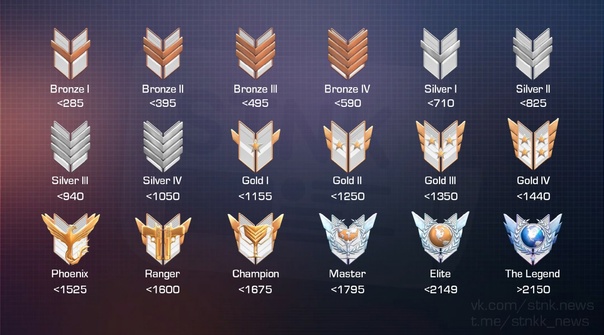 Bronze I Bronze II Bronze III Bronze IV Silver I Silver II
<285 <395 <495 <590 <710 <825
Silver III Silver IV Gold I Gold II Gold III Gold IV
<940 <1050 <1155 <1250 <1350 <1440
Phoenix Ranger Champion Master Elite The Legend
<1525 <1600 <1675 <1795 <2149 >2150
vk.com/stnk.news
t.me/stnkk_news